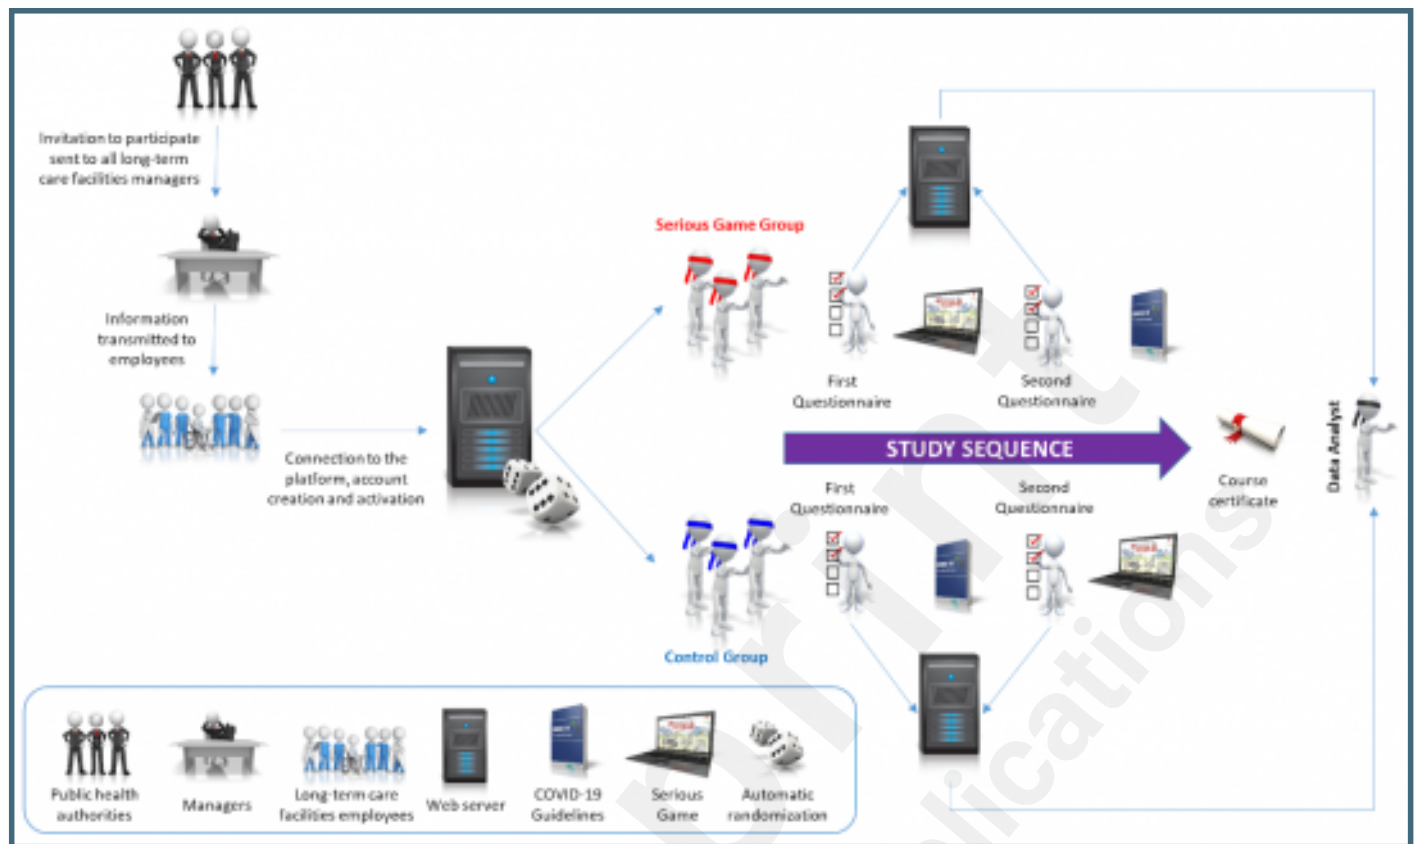 Invitation to participate
sent to all long-term
care facilities managers
Information
transmitted to
employees
Connection to the
platform, account
creation and activation
Serious Game Group
First
Questionnaire
Second
Questionnaire
STUDY SEQUENCE
First
Questionnaire
Second
Questionnaire
Control Group
Course
certificate
Data Analyst
Public health
authorities
Managers
Long-term care
facilities employees
Web server
COVID-19
Guidelines
Serious
Game
Automatic
randomization